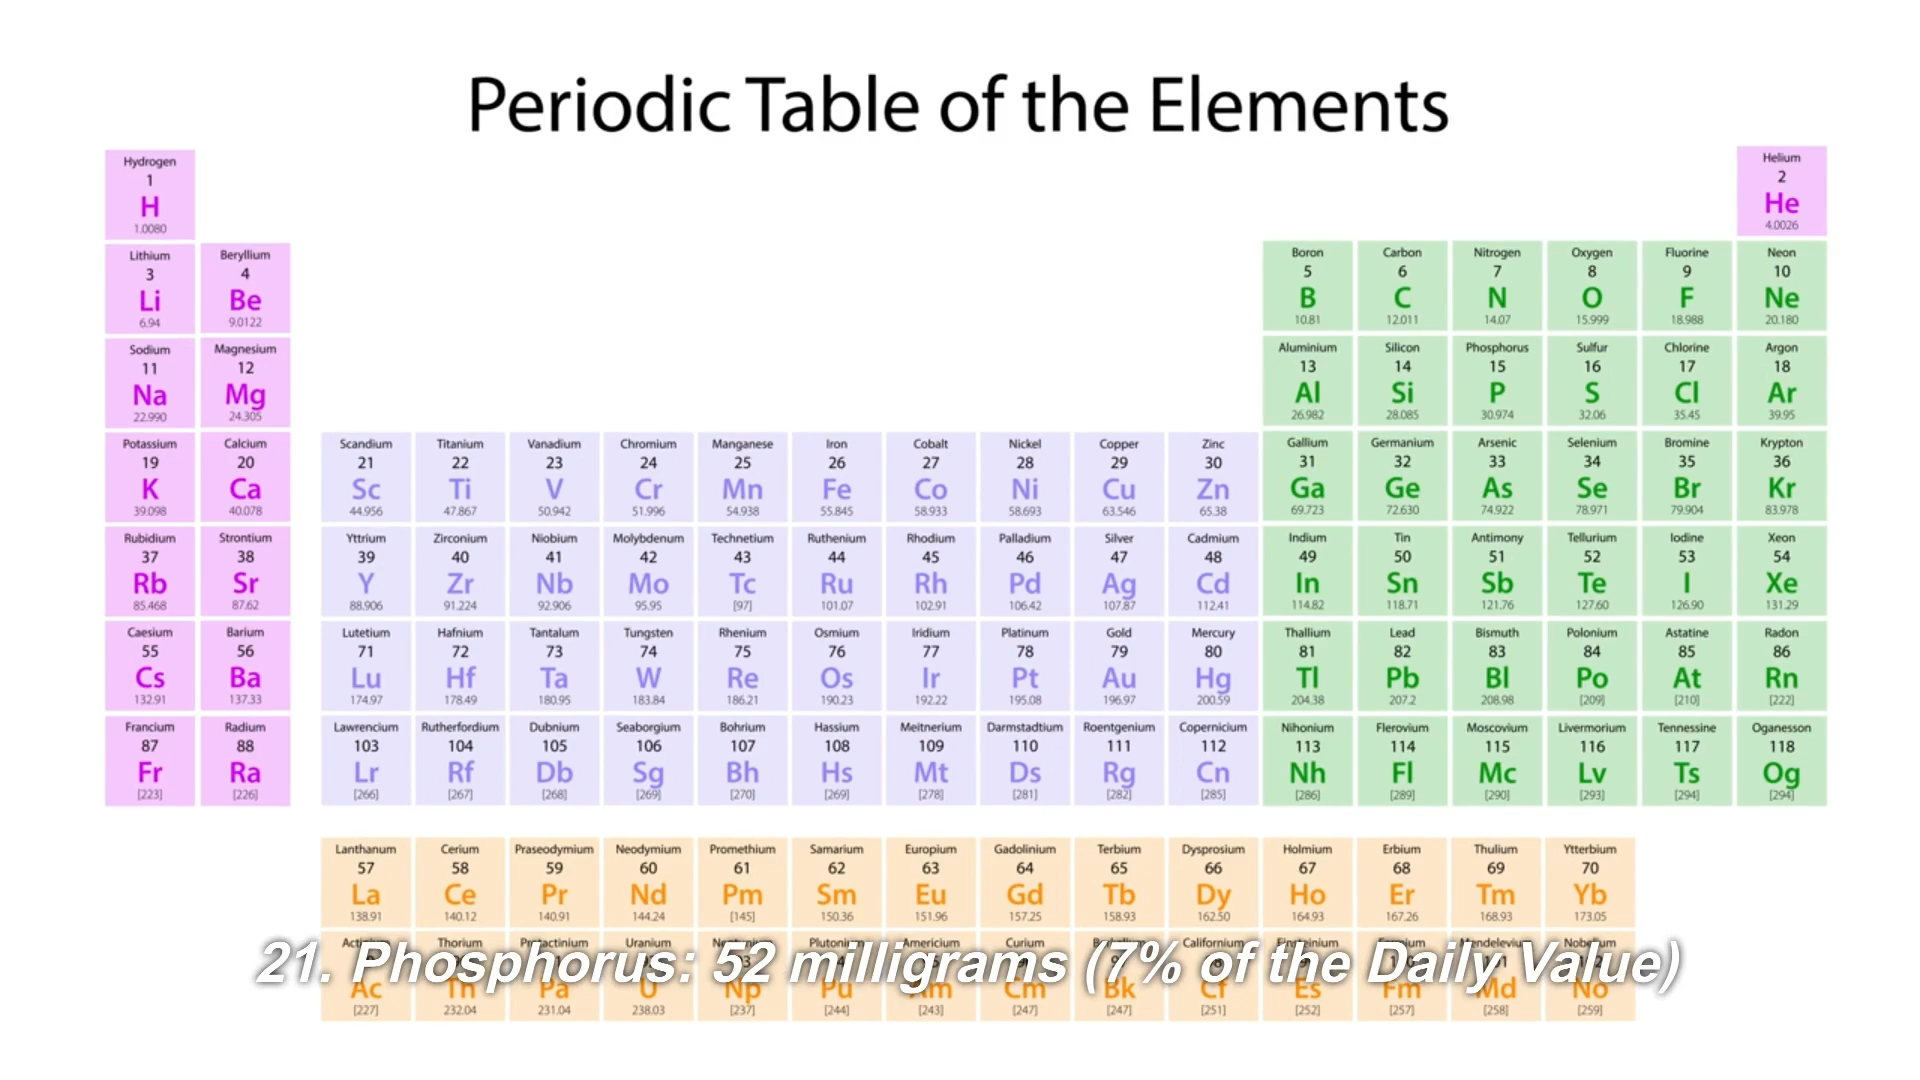 Periodic Table of the Elements
Hydrogen Helium
1 2
H He
1.0080 4.0026
Lithium Beryllium Boron Carbon Nitrogen Oxygen Fluorine Neon
3 4 5 6 7 8 9 10
Li Be B C N O F Ne
6.94 9.0122 10.81 12.011 14.07 15.999 18.988 20.180
Sodium Magnesium Aluminium Silicon Phosphorus Sulfur Chlorine Argon
11 12 13 14 15 16 17 18
Na Mg Al Si P S Cl Ar
22.990 24.305 26.982 28.085 30.974 32.06 35.45 39.95
Potassium Calcium Scandium Titanium Vanadium Chromium Manganese Iron Cobalt Nickel Copper Zinc Gallium Germanium Arsenic Selenium Bromine Krypton
19 20 21 22 23 24 25 26 27 28 29 30 31 32 33 34 35 36
K Ca Sc Ti V Cr Mn Fe Co Ni Cu Zn Ga Ge As Se Br Kr
39.098 40.078 44.956 47.867 50.942 51.996 54.938 55.845 58.933 58.693 63.546 65.38 69.723 72.630 74.922 78.971 79.904 83.978
Rubidium Strontium Yttrium Zirconium Niobium Molybdenum Technetium Ruthenium Rhodium Palladium Silver Cadmium Indium Tin Antimony Tellurium Iodine Xeon
37 38 39 40 41 42 43 44 45 46 47 48 49 50 51 52 53 54
Rb Sr Y Zr Nb Mo Tc Ru Rh Pd Ag Cd In Sn Sb Te I Xe
85.468 87.62 88.906 91.224 92.906 95.95 [97] 101.07 102.91 106.42 107.87 112.41 114.82 118.71 121.76 127.60 126.90 131.29
Caesium Barium Lutetium Hafnium Tantalum Tungsten Rhenium Osmium Iridium Platinum Gold Mercury Thallium Lead Bismuth Polonium Astatine Radon
55 56 71 72 73 74 75 76 77 78 79 80 81 82 83 84 85 86
Cs Ba Lu Hf Ta W Re Os Ir Pt Au Hg Tl Pb Bl Po At Rn
132.91 137.33 174.97 178.49 180.95 183.84 186.21 190.23 192.22 195.08 196.97 200.59 204.38 207.2 208.98 [209] [210] [222]
Francium Radium Lawrencium Rutherfordium Dubnium Seaborgium Bohrium Hassium Meitnerium Darmstadtium Roentgenium Copernicium Nihonium Flerovium Moscovium Livermorium Tennessine Oganesson
87 88 103 104 105 106 107 108 109 110 111 112 113 114 115 116 117 118
Fr Ra Lr Rf Db Sg Bh Hs Mt Ds Rg Cn Nh Fl Mc Lv Ts Og
[223] [226] [266] [267] [268] [269] [270] [269] [278] [281] [282] [285] [286] [289] [290] [293] [294] [294]
Lanthanum Cerium Praseodymium Neodymium Promethium Samarium Europium Gadolinium Terbium Dysprosium Holmium Erbium Thulium Ytterbium
57 58 59 60 61 62 63 64 65 66 67 68 69 70
La Ce Pr Nd Pm Sm Eu Gd Tb Dy Ho Er Tm Yb
138.91 140.12 140.91 144.24 [145] 150.36 151.96 157.25 158.93 162.50 164.93 167.26 168.93 173.05
Thorium Protactinium Uranium Plutonium Americium Curium Californium Einsteinium Mendelevium Nobelium
21. Phosphorus: 52 milligrams (7% of the Daily Value)
Ac Th Pa U Np Pu Am Cm Bk Cf Es Fm Md No
[227] 232.04 231.04 238.03 [237] [244] [243] [247] [247] [251] [252] [257] [258] [259]